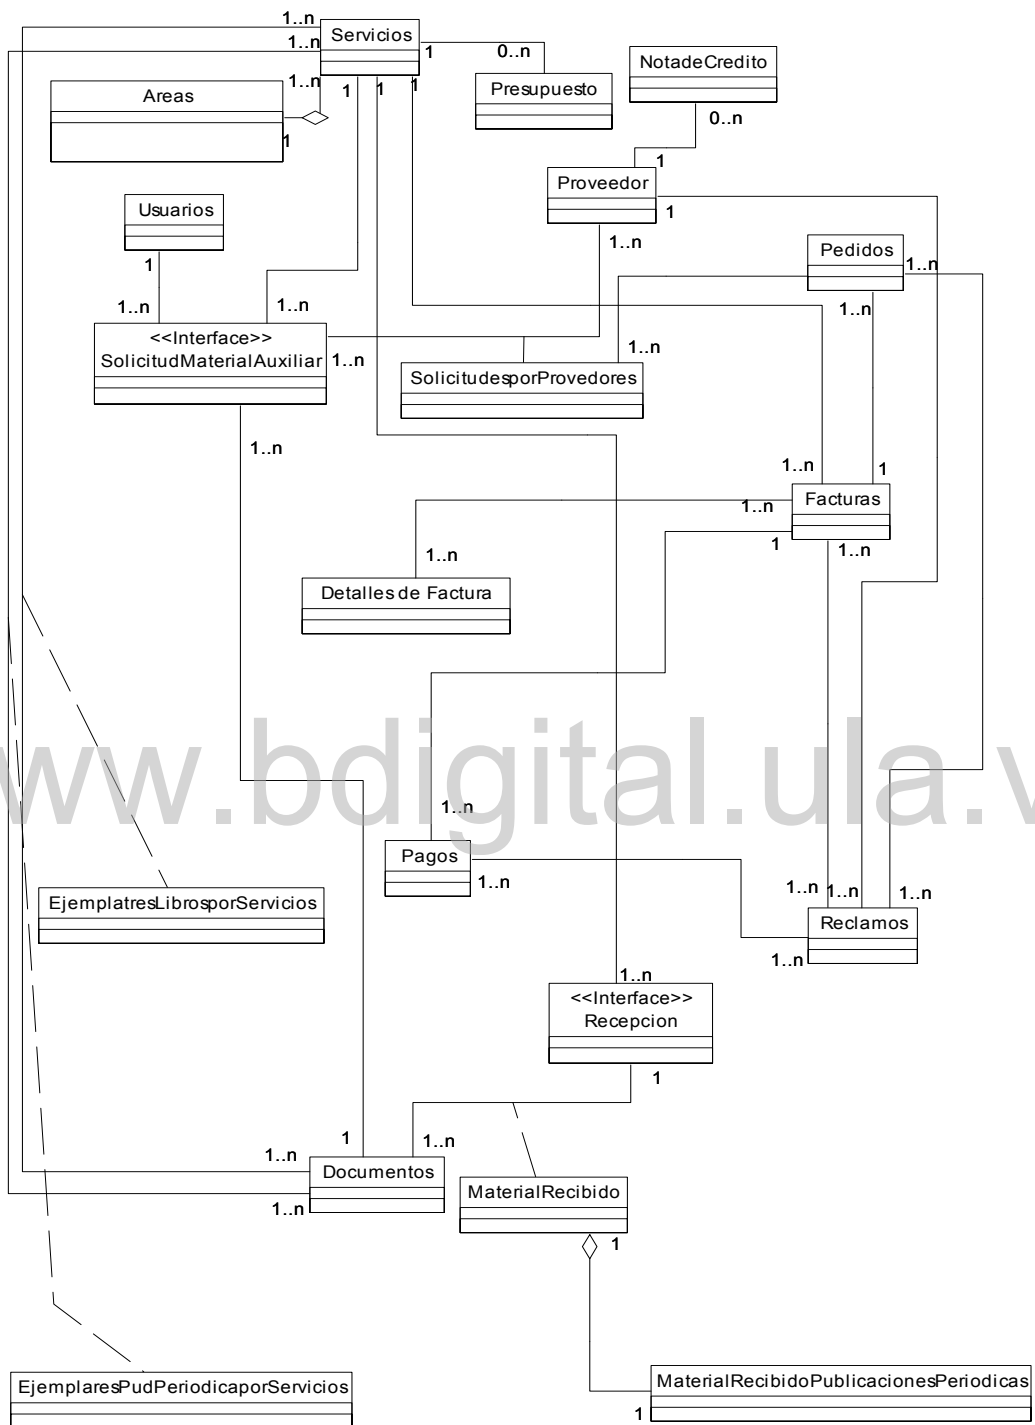 1..n
Servicios
1..n
1
0..n
NotadeCredito
1..n
Presupuesto
Areas
1
1
1
0..n
1
1
Proveedor
1
Usuarios
1..n
Pedidos
1
1..n
1..n
1..n
1..n
<<Interface>>
SolicitudMaterialAuxiliar
1..n
1..n
SolicitudesporProvedores
1..n
1..n
1
Facturas
1..n
1
1..n
1..n
Detalles de Factura
www.bdigital.ula.v
1..n
Pagos
1..n
1..n
1..n
1..n
EjemplatresLibrosporServicios
Reclamos
1..n
1..n
<<Interface>>
Recepcion
1
1
1..n
1..n
Documentos
1..n
MaterialRecibido
1
EjemplaresPudPeriodicaporServicios
MaterialRecibidoPublicacionesPeriodicas
1